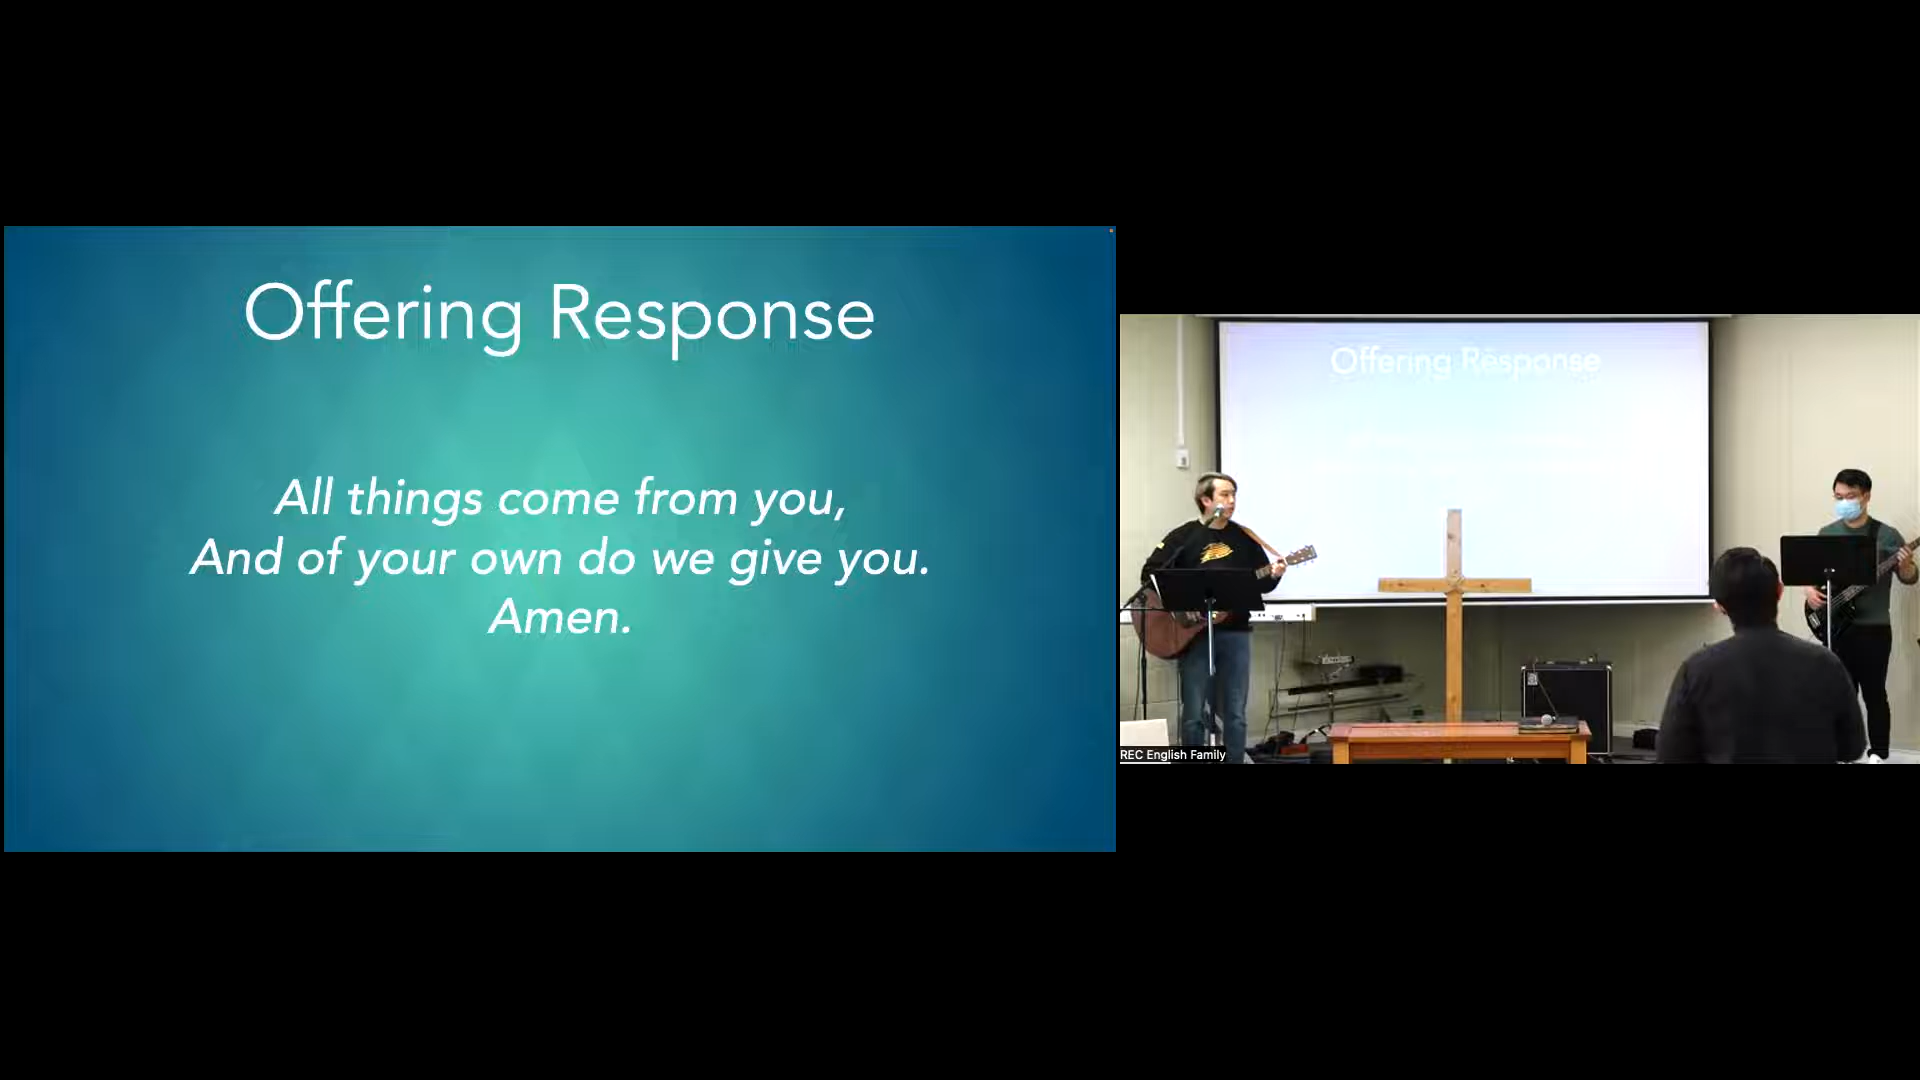 Offering Response
All things come from you,
And of your own do we give you.
Amen.
Offering Response
REC English Family